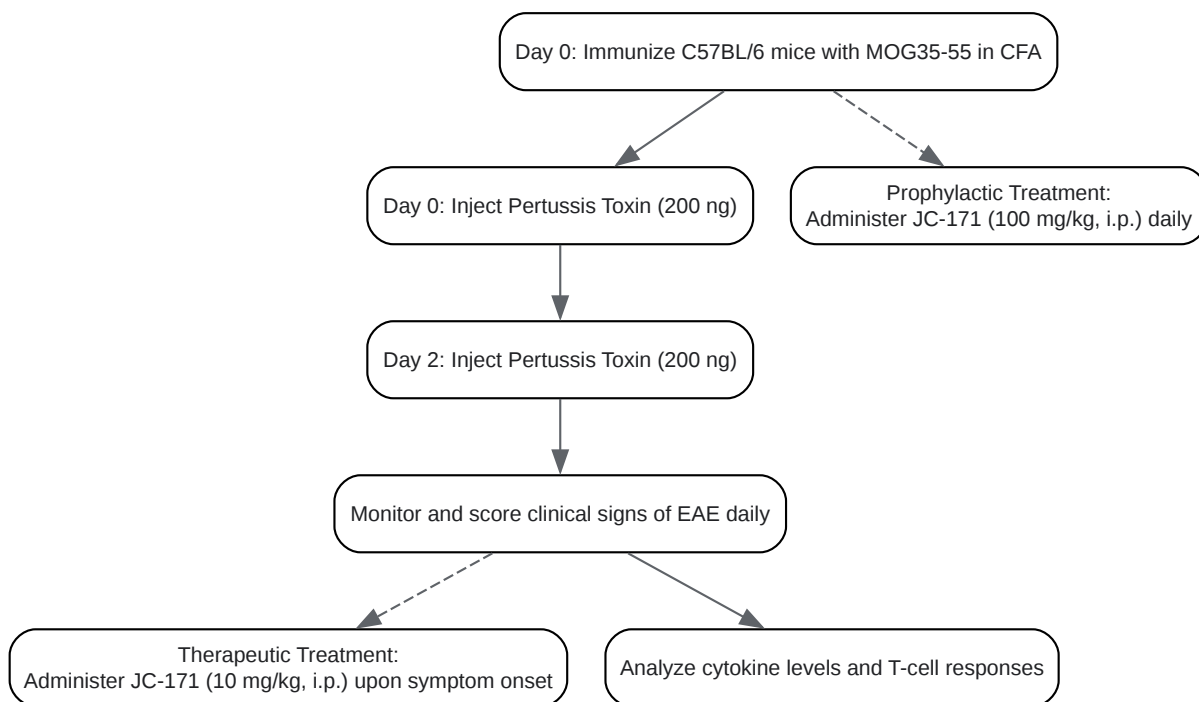 Day 0: Immunize C57BL/6 mice with MOG35-55 in CFA
Day 0: Inject Pertussis Toxin (200 ng)
Prophylactic Treatment:
Administer JC-171 (100 mg/kg, i.p.) daily
Day 2: Inject Pertussis Toxin (200 ng)
Monitor and score clinical signs of EAE daily
Therapeutic Treatment:
Administer JC-171 (10 mg/kg, i.p.) upon symptom onset
Analyze cytokine levels and T-cell responses